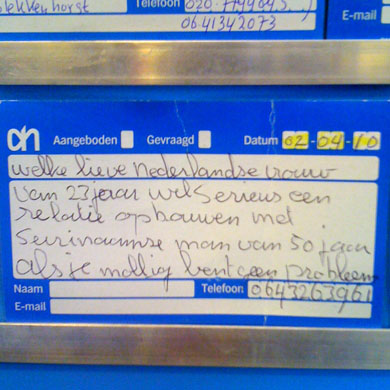 Telefoon
0641342073
E-mail
ah Aangeboden Gevraagd Datum 02-04-10
welke lieve nederlandse vrouw
van 23 jaar wil serieus een
relatie opbouwen met
Surinaamse man van 50 jaar
als je mollig bent geen probleem
Naam Telefoon 0643263961
E-mail